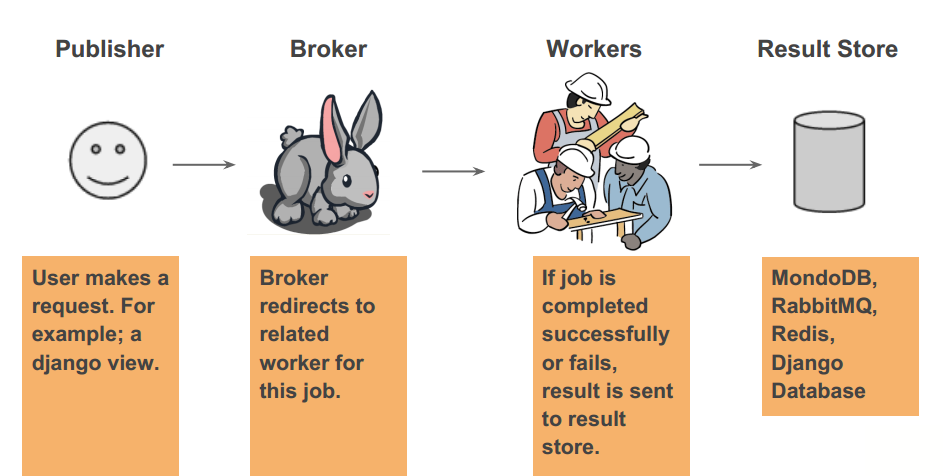 Publisher
Broker
Workers
Result Store
User makes a
request. For
example; a
django view.
Broker
redirects to
related
worker for
this job.
If job is
completed
successfully
or fails,
result is sent
to result
store.
MondoDB,
RabbitMQ,
Redis,
Django
Database